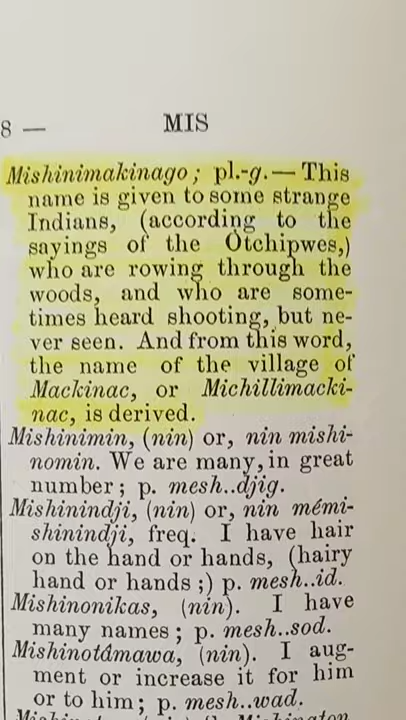 8 — MIS
Mishinimakinago; pl.-g.— This
name is given to some strange
Indians, (according to the
sayings of the Otchipwes,)
who are rowing through the
woods, and who are some-
times heard shooting, but ne-
ver seen. And from this word,
the name of the village of
Mackinac, or Michillimacki-
nac, is derived.
Mishinimin, (nin) or, nin mishi-
nomin. We are many, in great
number; p. mesh..djig.
Mishinindji, (nin) or, nin mémi-
shinindji, freq. I have hair
on the hand or hands, (hairy
hand or hands;) p. mesh..id.
Mishinonikas, (nin). I have
many names; p. mesh..sod.
Mishinotámawa, (nin). I aug-
ment or increase it for him
or to him; p. mesh..wad.